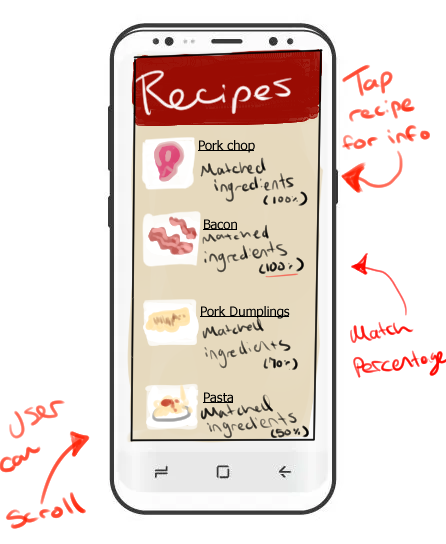 Recipes
Pork chop
Matched
ingredients
(100%)
Bacon
Matched
ingredients
(100%)
Pork Dumplings
Matched
ingredients
(70%)
Pasta
Matched
ingredients
(50%)
Tap
recipe
for info
Match
Percentage
User
can
scroll